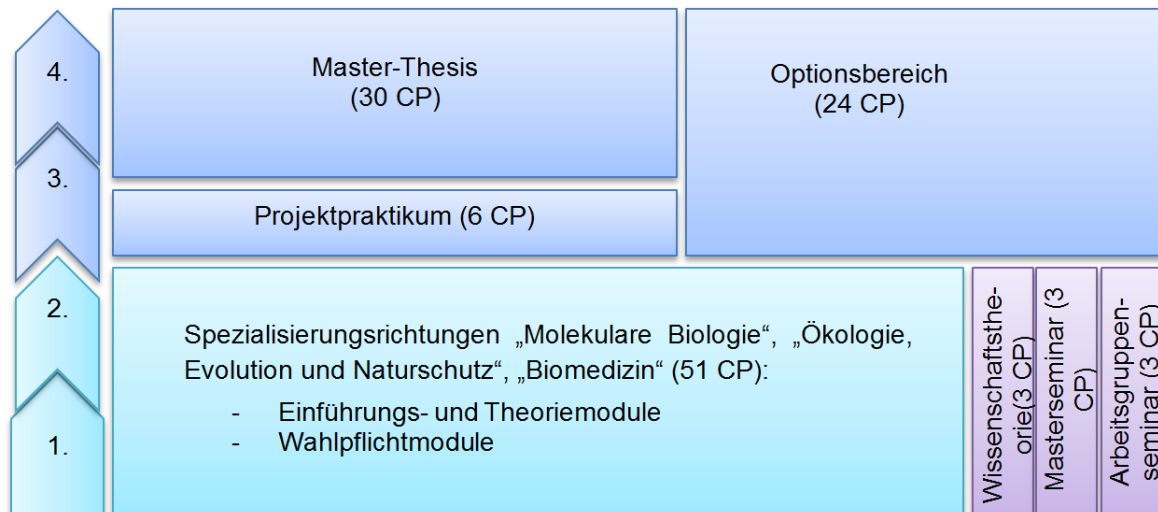 4.
Master-Thesis
(30 CP)
Optionsbereich
(24 CP)
3.
Projektpraktikum (6 CP)
2.
Spezialisierungsrichtungen „Molekulare Biologie“, „Ökologie,
Evolution und Naturschutz“, „Biomedizin“ (51 CP):
- Einführungs- und Theoriemodule
- Wahlpflichtmodule
1.
Wissenschaftsthe-
orie(3 CP)
Masterseminar (3
CP)
Arbeitsgruppen-
seminar (3 CP)